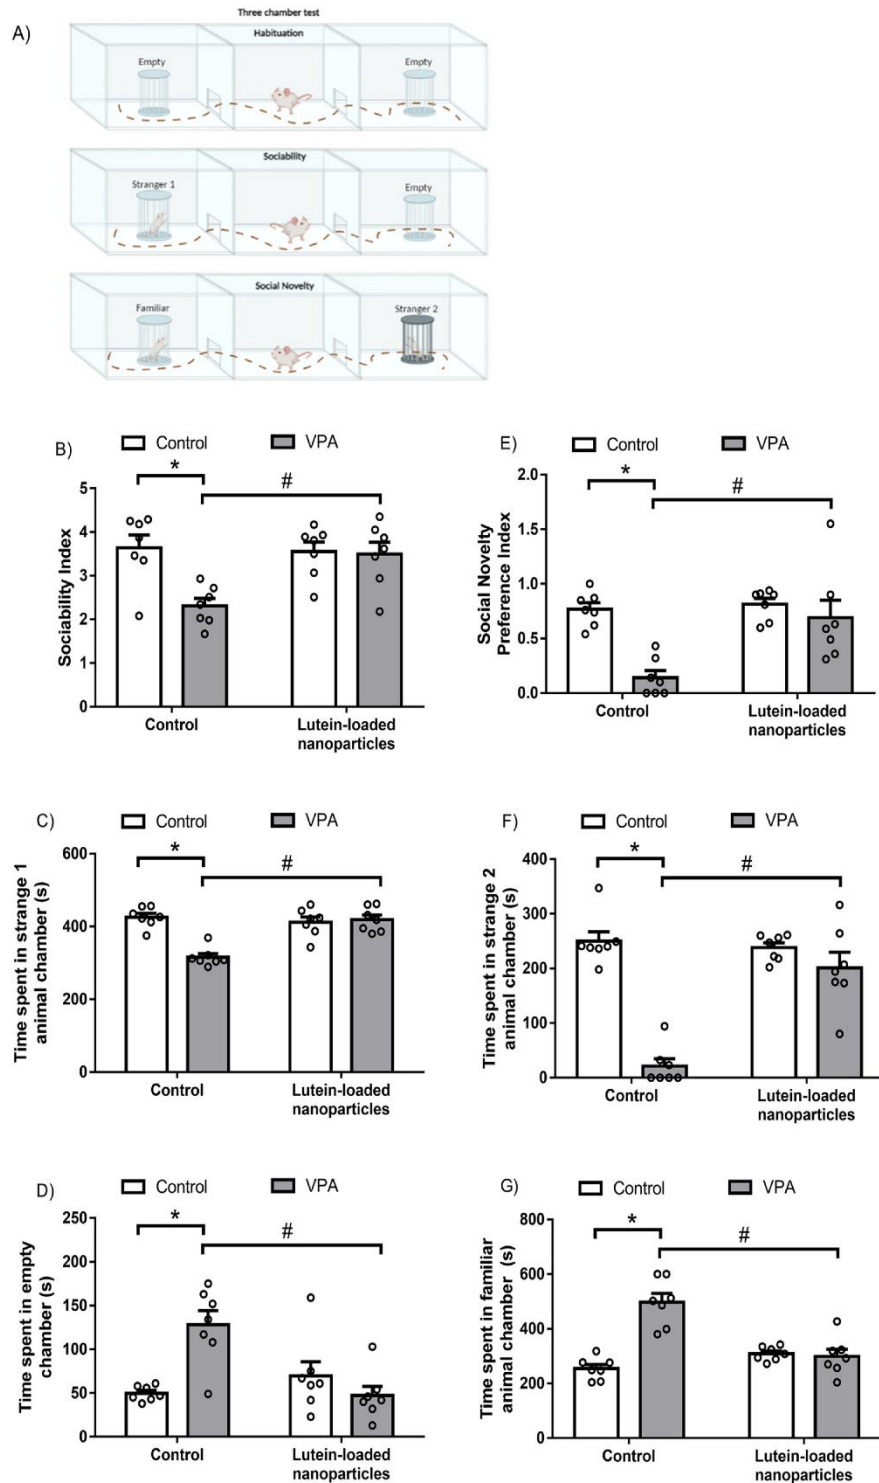 A)
Three chamber test
Habituation
Empty
Empty
Sociability
Stranger 1
Empty
Social Novelty
Familiar
Stranger 2
B)
Control
VPA
*
#
Sociability Index
5
4
3
2
1
0
Control
Lutein-loaded
nanoparticles
E)
Control
VPA
*
#
Social Novelty
Preference Index
2.0
1.5
1.0
0.5
0.0
Control
Lutein-loaded
nanoparticles
C)
Control
VPA
*
#
Time spent in strange 1
animal chamber (s)
600
400
200
0
Control
Lutein-loaded
nanoparticles
F)
Control
VPA
*
#
Time spent in strange 2
animal chamber (s)
400
300
200
100
0
Control
Lutein-loaded
nanoparticles
D)
Control
VPA
*
#
Time spent in empty
chamber (s)
250
200
150
100
50
0
Control
Lutein-loaded
nanoparticles
G)
Control
VPA
*
#
Time spent in familiar
animal chamber (s)
800
600
400
200
0
Control
Lutein-loaded
nanoparticles